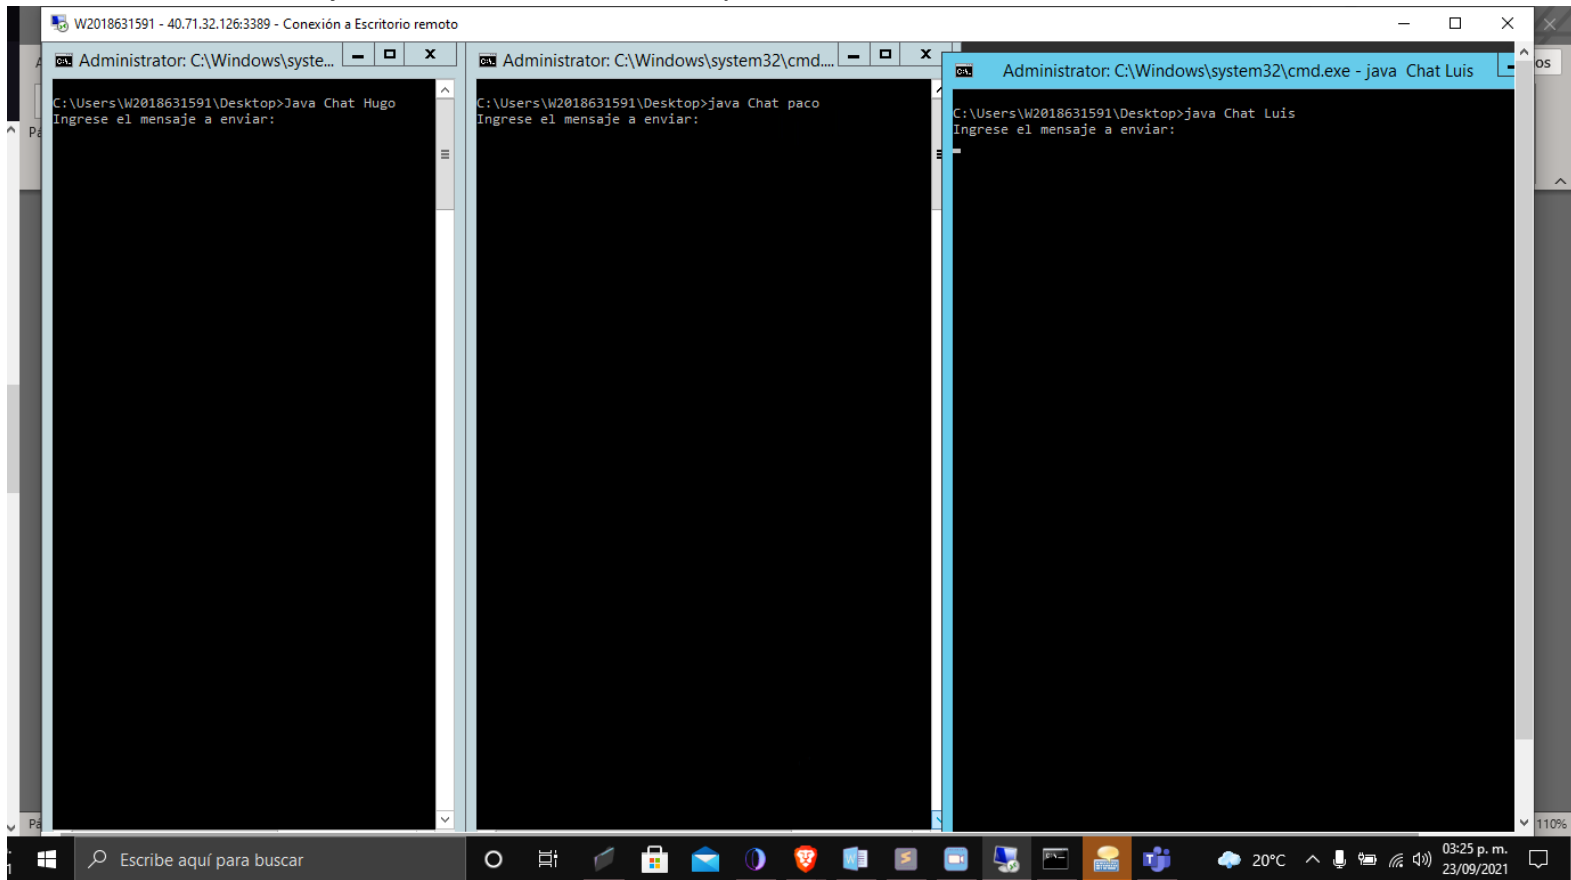 W2018631591 - 40.71.32.126:3389 - Conexión a Escritorio remoto
Administrator: C:\Windows\syste...
C:\Users\W2018631591\Desktop>Java Chat Hugo
Ingrese el mensaje a enviar:
Administrator: C:\Windows\system32\cmd....
C:\Users\W2018631591\Desktop>java Chat paco
Ingrese el mensaje a enviar:
Administrator: C:\Windows\system32\cmd.exe - java  Chat Luis
C:\Users\W2018631591\Desktop>java Chat Luis
Ingrese el mensaje a enviar:
os
Pá
110%
Escribe aquí para buscar
20°C
03:25 p. m.
23/09/2021